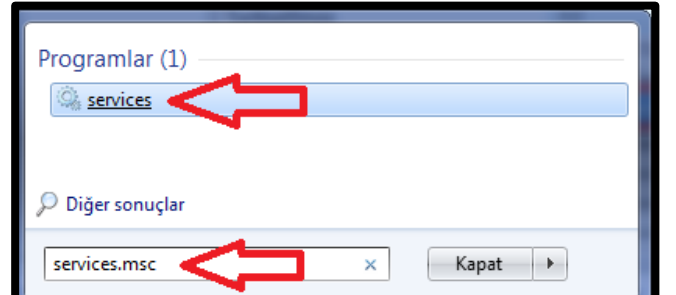 Programlar (1)
services
Diğer sonuçlar
services.msc
Kapat